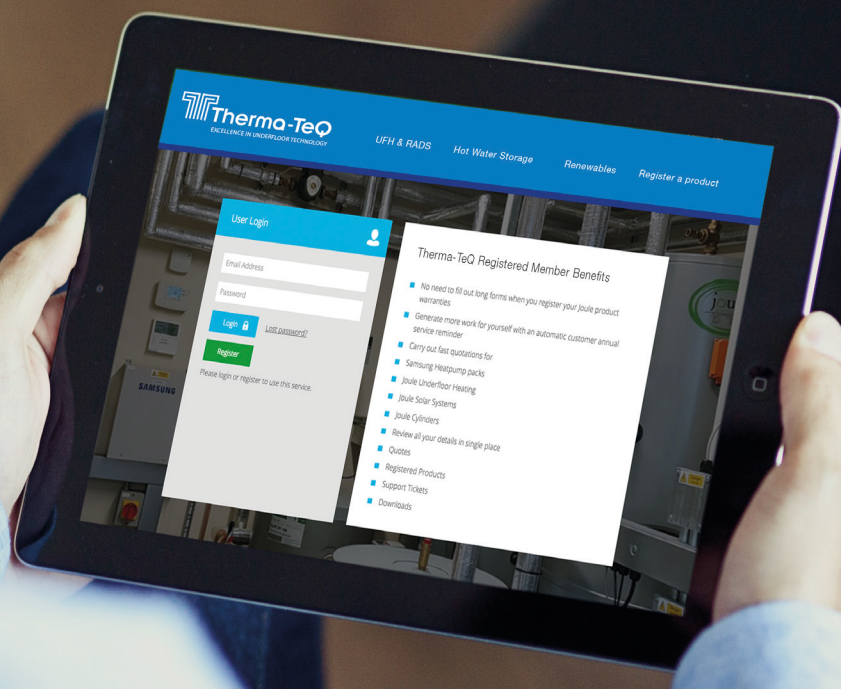 Therma-TeQ
EXCELLENCE IN UNDERFLOOR TECHNOLOGY
UFH & RADS
Hot Water Storage
Renewables
Register a product
User Login
Email Address
Password
Login
Lost password?
Register
Please login or register to use this service.
Therma-TeQ Registered Member Benefits
No need to fill out long forms when you register your Joule product
warranties
Generate more work for yourself with an automatic customer annual
service reminder
Carry out fast quotations for
Samsung Heatpump packs
Joule Underfloor Heating
Joule Solar Systems
Joule Cylinders
Review all your details in single place
Quotes
Registered Products
Support Tickets
Downloads
SAMSUNG
jou